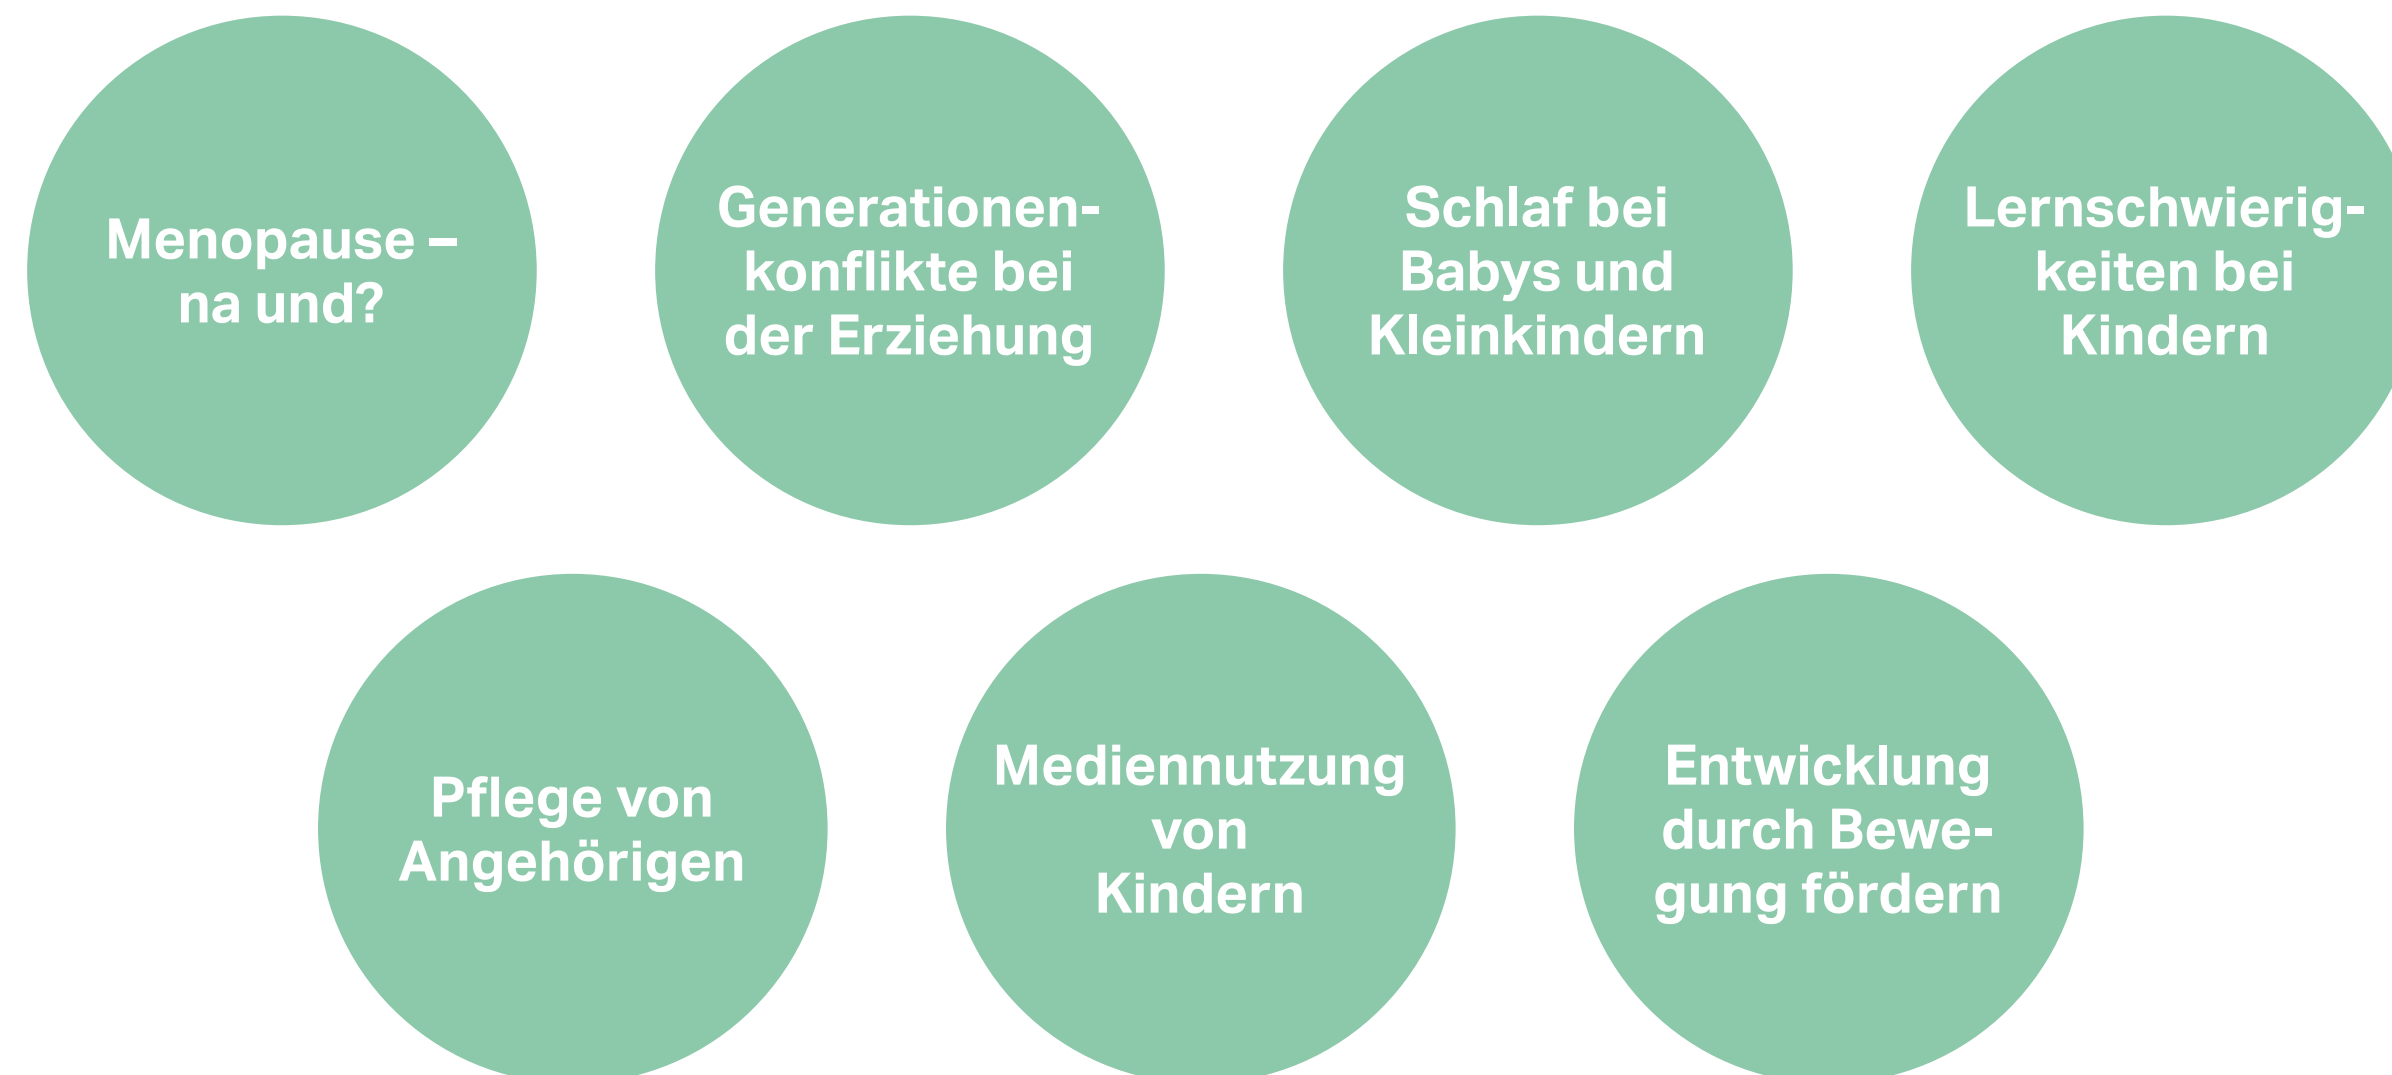 Menopause –
na und?
Generationen-
konflikte bei
der Erziehung
Schlaf bei
Babys und
Kleinkindern
Lernschwierig-
keiten bei
Kindern
Pflege von
Angehörigen
Mediennutzung
von
Kindern
Entwicklung
durch Bewe-
gung fördern